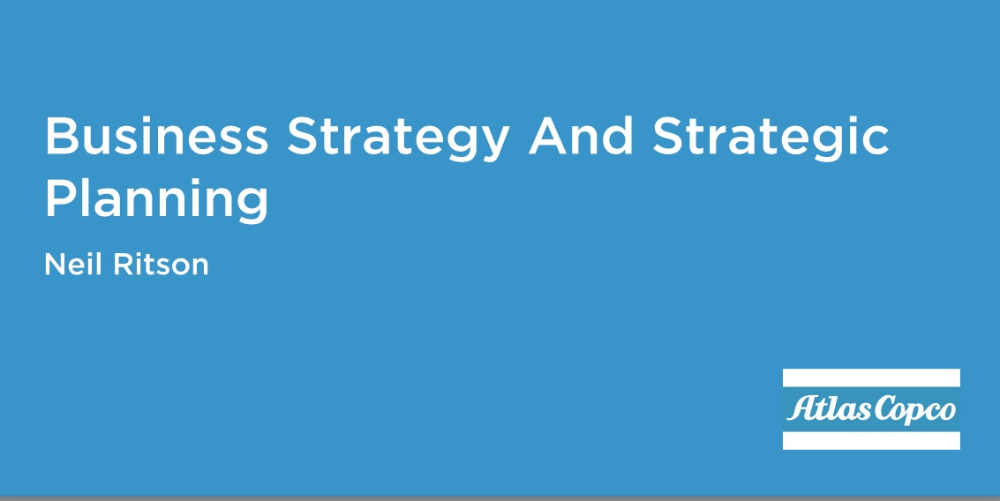 Business Strategy And Strategic
Planning
Neil Ritson
Atlas Copco